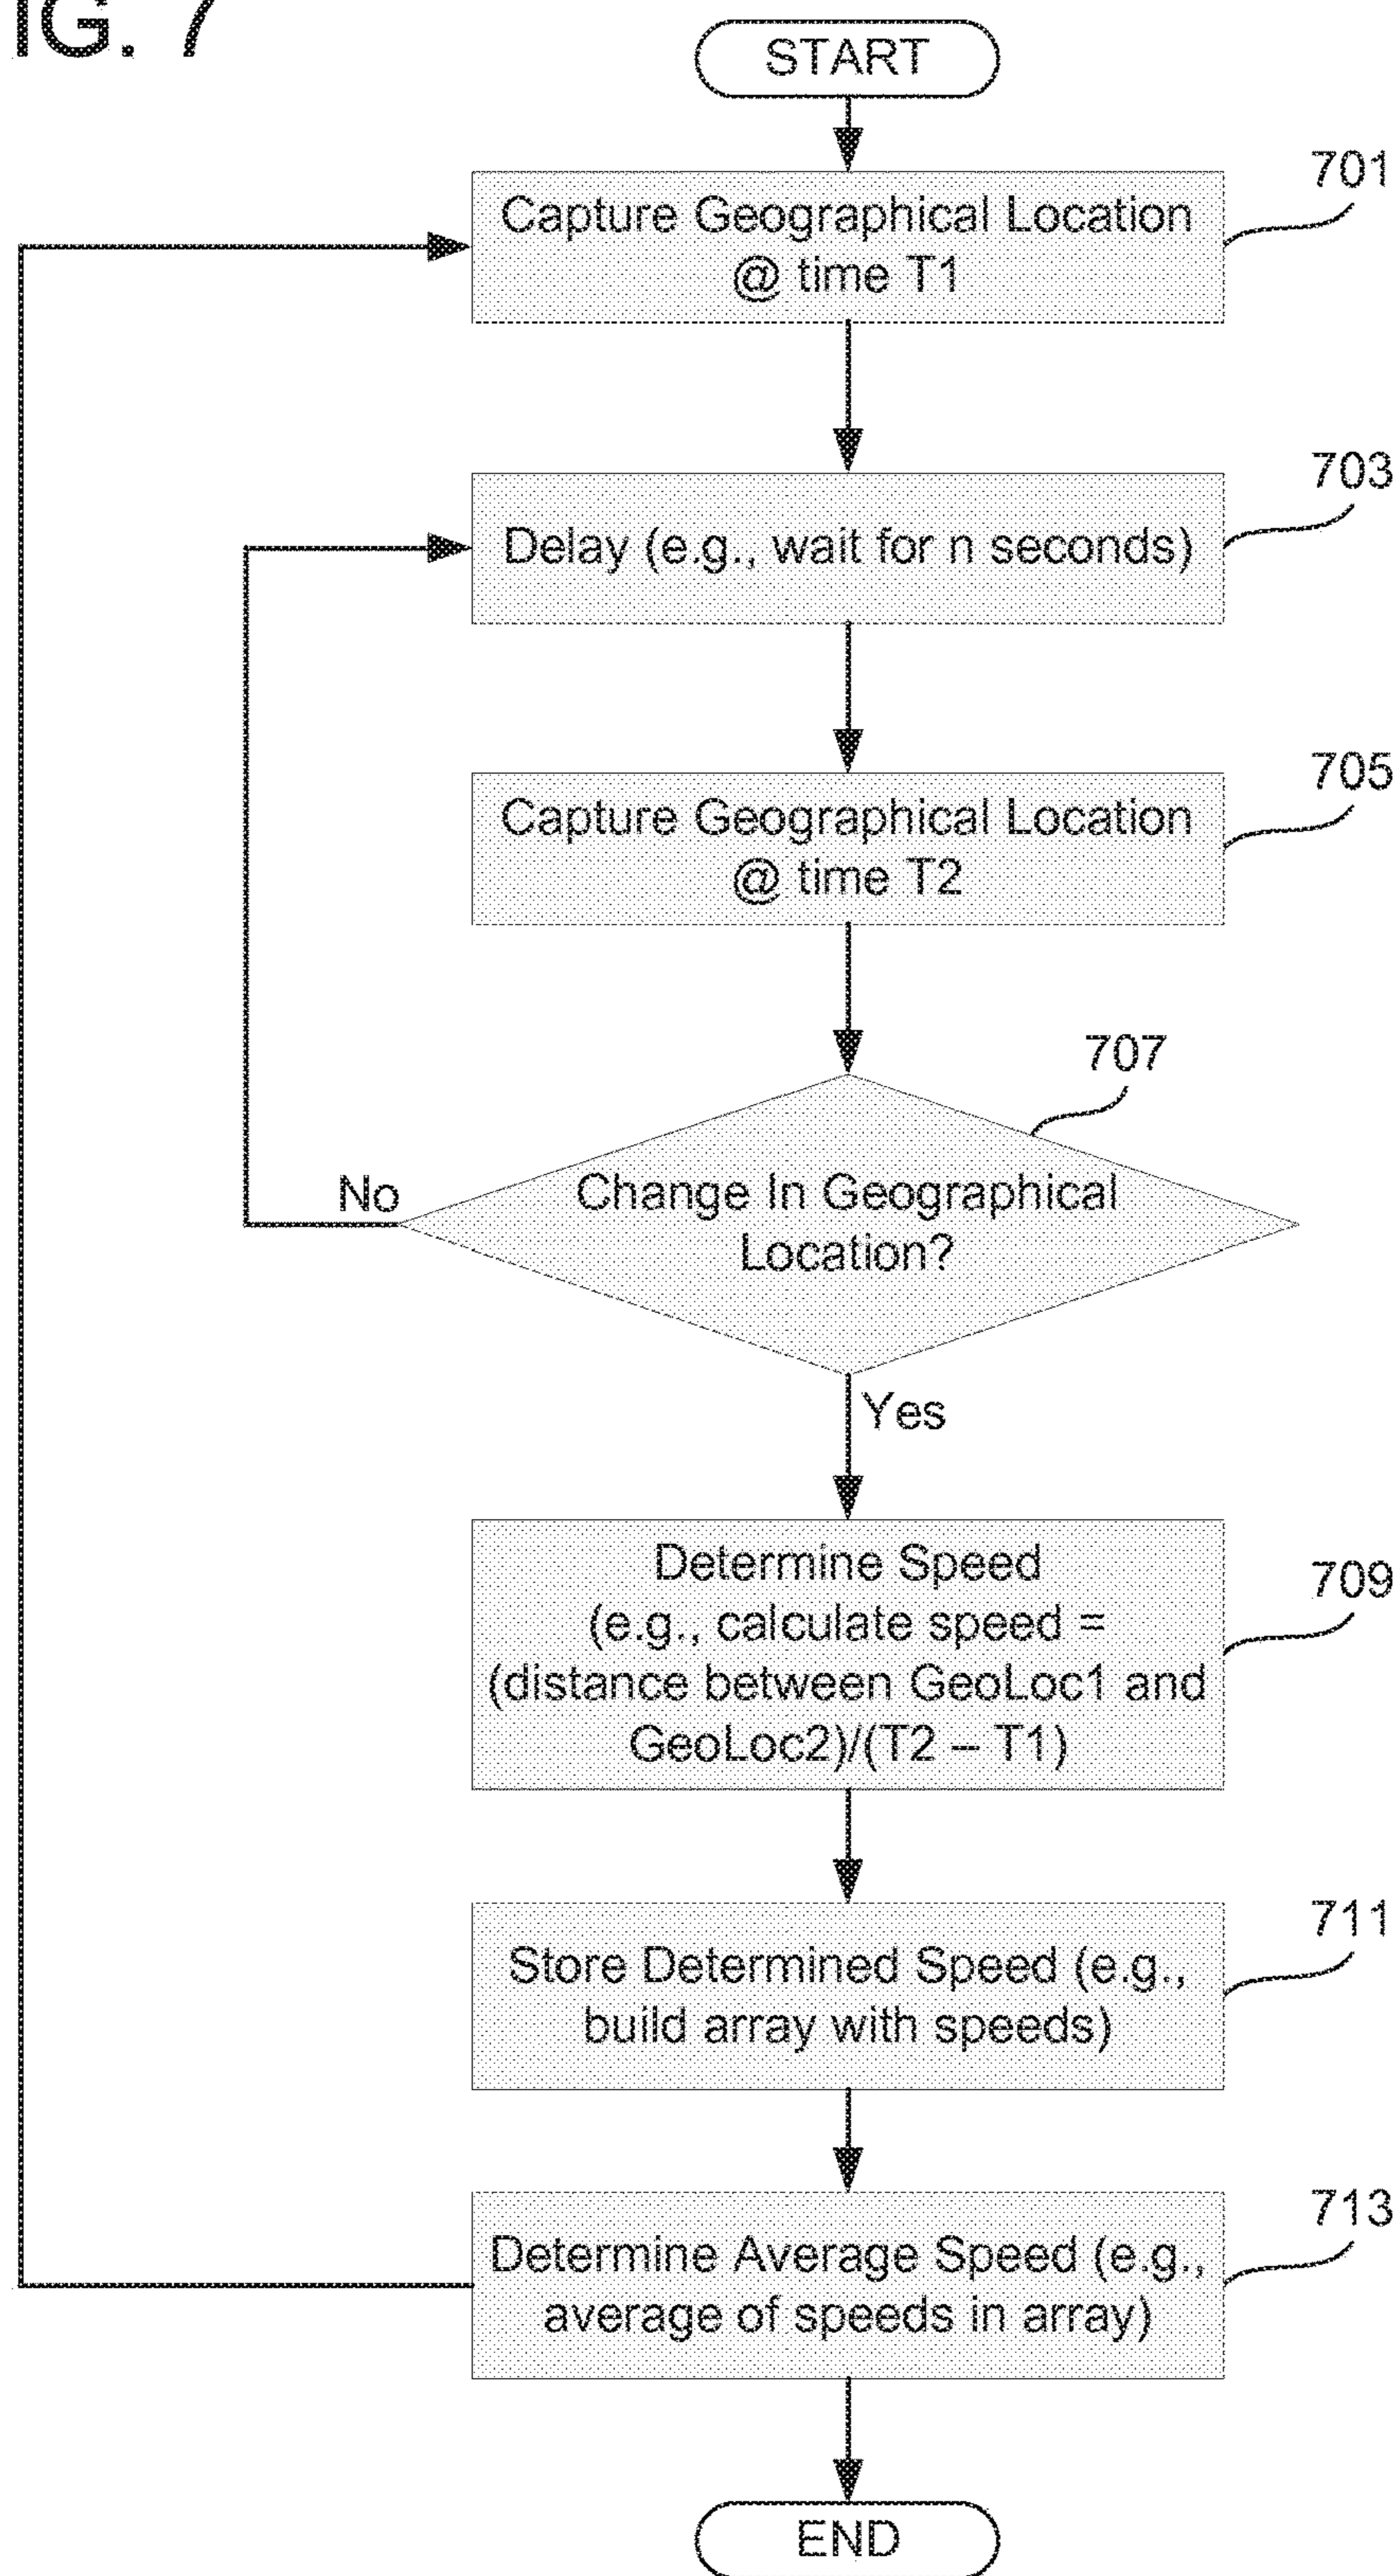 IG. 7
START
701
Capture Geographical Location
@ time T1
703
Delay (e.g., wait for n seconds)
705
Capture Geographical Location
@ time T2
707
Change In Geographical
Location?
No
Yes
709
Determine Speed
(e.g., calculate speed =
(distance between GeoLoc1 and
GeoLoc2)/(T2 – T1)
711
Store Determined Speed (e.g.,
build array with speeds)
713
Determine Average Speed (e.g.,
average of speeds in array)
END